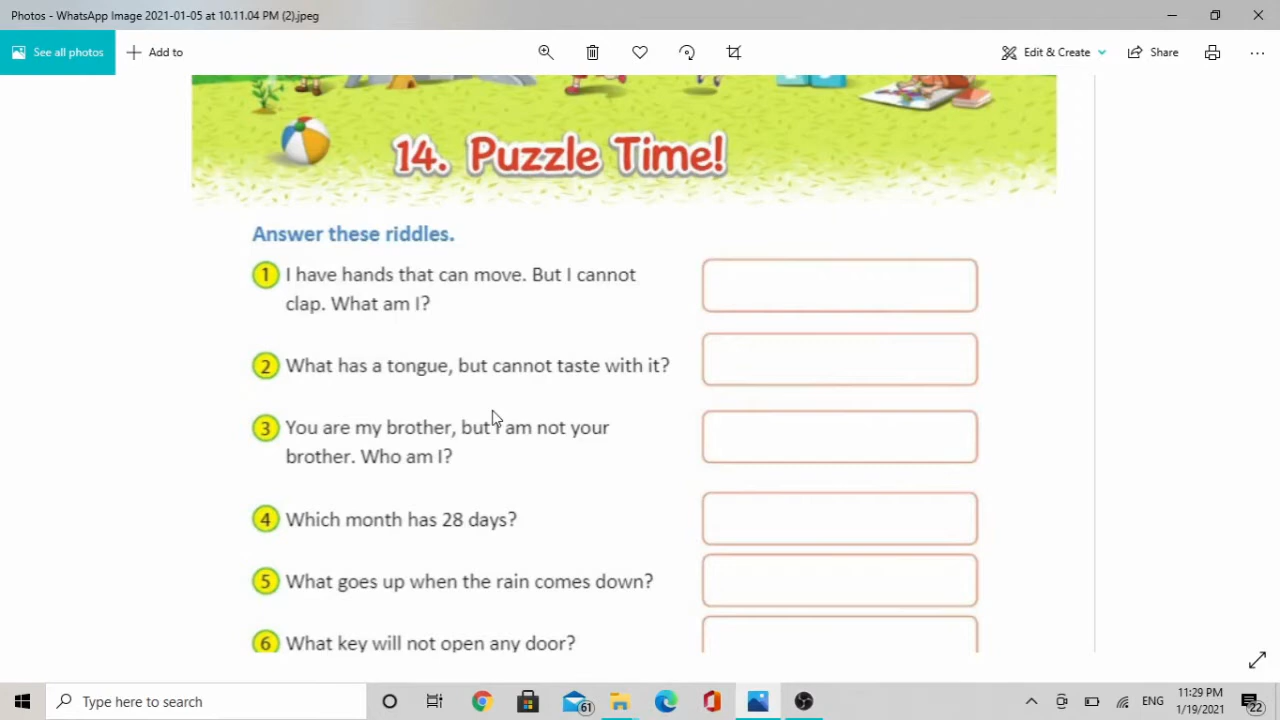 Photos - WhatsApp Image 2021-01-05 at 10.11.04 PM (2).jpeg
See all photos
Add to
Edit & Create
Share
14. Puzzle Time!
Answer these riddles.
1 I have hands that can move. But I cannot
clap. What am I?
2 What has a tongue, but cannot taste with it?
3 You are my brother, but I am not your
brother. Who am I?
4 Which month has 28 days?
5 What goes up when the rain comes down?
6 What key will not open any door?
Type here to search
61
ENG
11:29 PM
1/19/2021
22